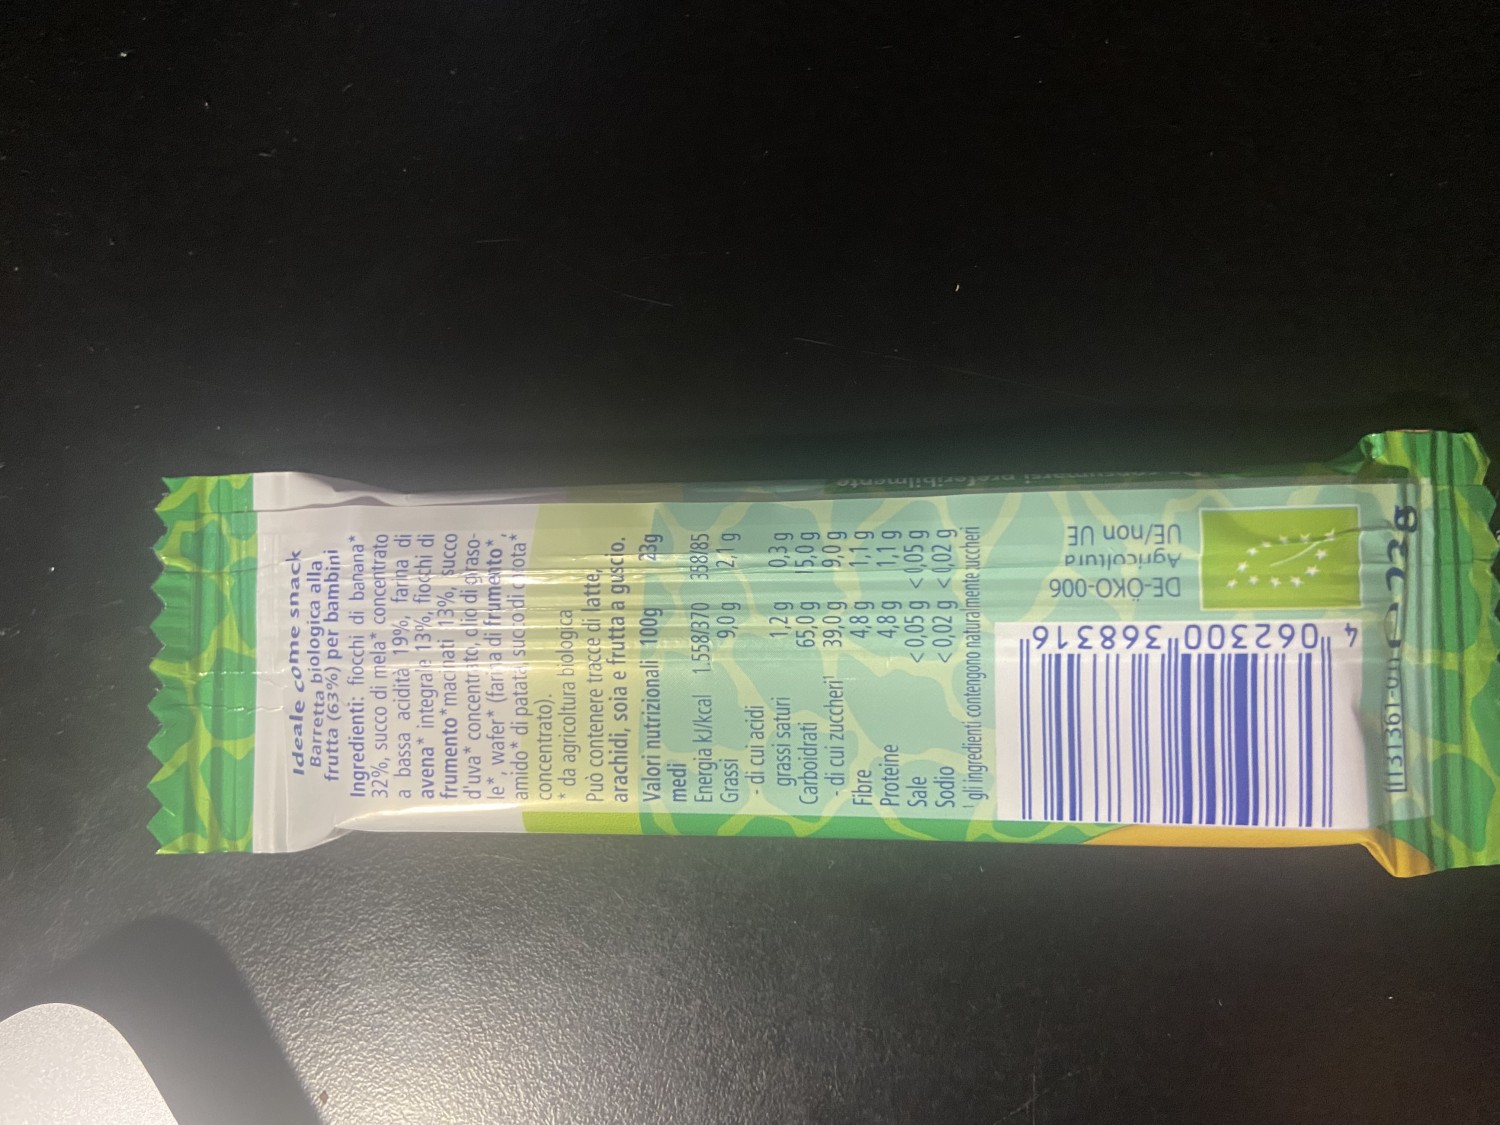 Ideale come snack
Barretta biologica alla
frutta (63%) per bambini
Ingredienti: fiocchi di banana*
32%, succo di mela* concentrato
a bassa acidità 19%, farina di
avena* integrale 13%, fiocchi di
frumento*macinati 13%, succo
d'uva* concentrato, olio di giraso-
le*, wafer* (farina di frumento*,
amido* di patata), succo di carota*
concentrato).
* da agricoltura biologica
Può contenere tracce di latte,
arachidi, soia e frutta a guscio.
Valori nutrizionali 100g 23g
medi
Energia kJ/kcal 1.558/370 358/85
Grassi 9,0 g 2,1 g
- di cui acidi
grassi saturi 1,2 g 0,3 g
Carboidrati 65,0 g 15,0 g
- di cui zuccheri¹ 39,0 g 9,0 g
Fibre 4,8 g 1,1 g
Proteine 4,8 g 1,1 g
Sale < 0,05 g < 0,05 g
Sodio < 0,02 g < 0,02 g
¹ gli ingredienti contengono naturalmente zuccheri
preferibilmente
DE-ÖKO-006
Agricoltura
UE/non UE
4 062300 368316
e 23g